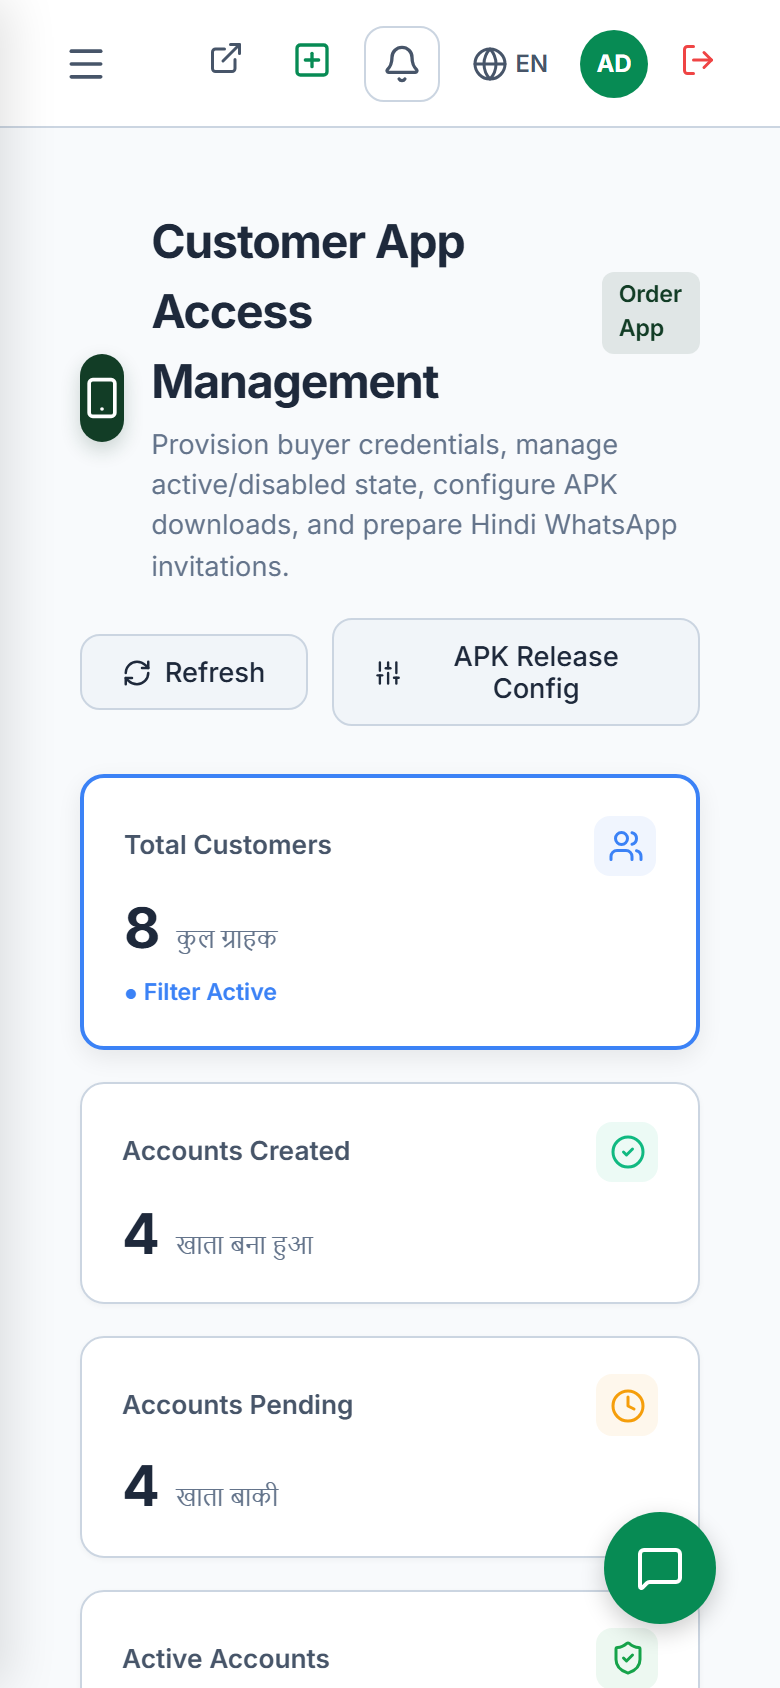 EN
AD
Customer App
Access
Management
Order
App
Provision buyer credentials, manage
active/disabled state, configure APK
downloads, and prepare Hindi WhatsApp
invitations.
Refresh
APK Release
Config
Total Customers
8 कुल ग्राहक
● Filter Active
Accounts Created
4 खाता बना हुआ
Accounts Pending
4 खाता बाकी
Active Accounts